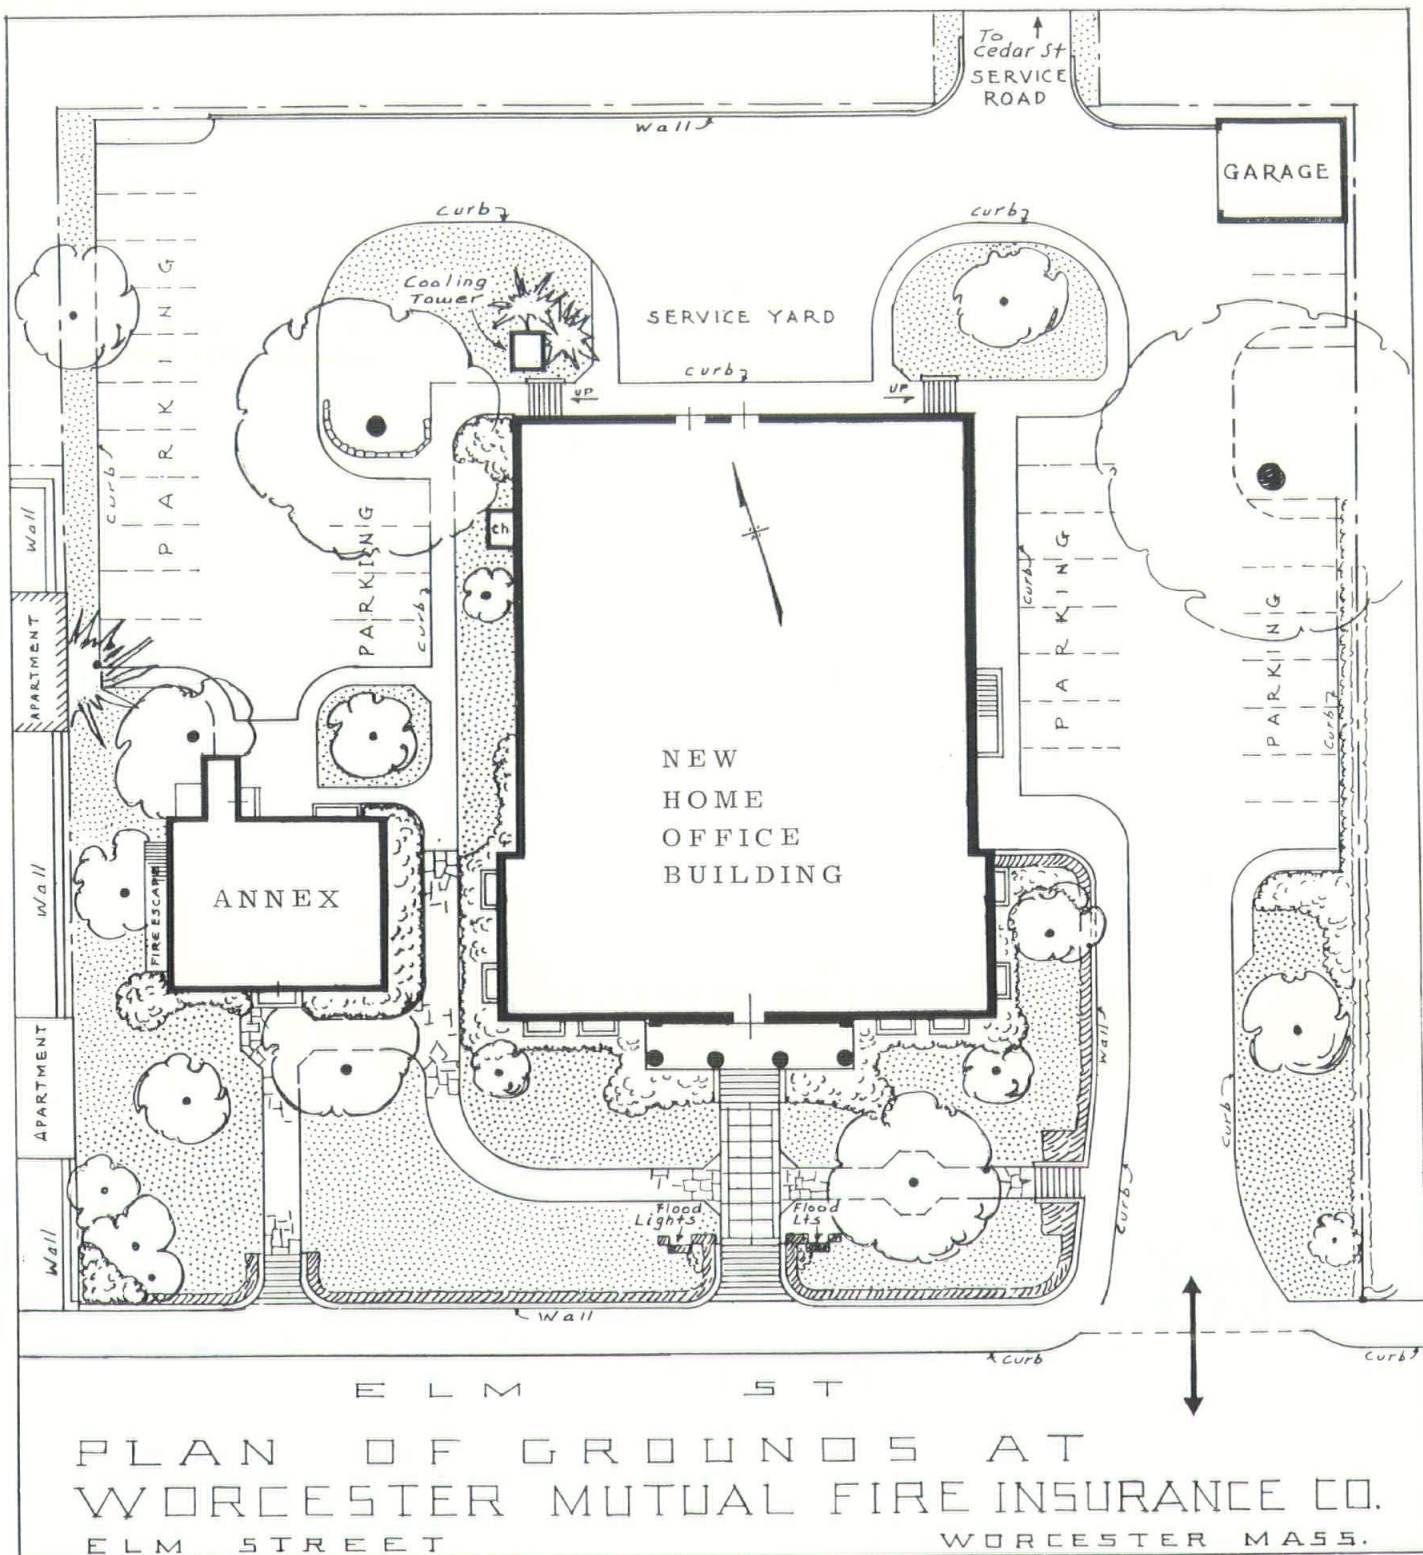 To
Cedar St
SERVICE
ROAD
Wall
GARAGE
Curb
Curb
Cooling
Tower
SERVICE YARD
PARKING
Curb
UP
UP
Curb
Wall
Ch
PARKING
Curb
Curb
PARKING
PARKING
Curb
APARTMENT
NEW
HOME
OFFICE
BUILDING
ANNEX
FIRE ESCAPE
Wall
Wall
APARTMENT
Curb
Curb
Flood
Lights
Flood
Lts
Wall
Wall
Curb
Curb
ELM ST
PLAN OF GROUNDS AT
WORCESTER MUTUAL FIRE INSURANCE CO.
ELM STREET WORCESTER MASS.